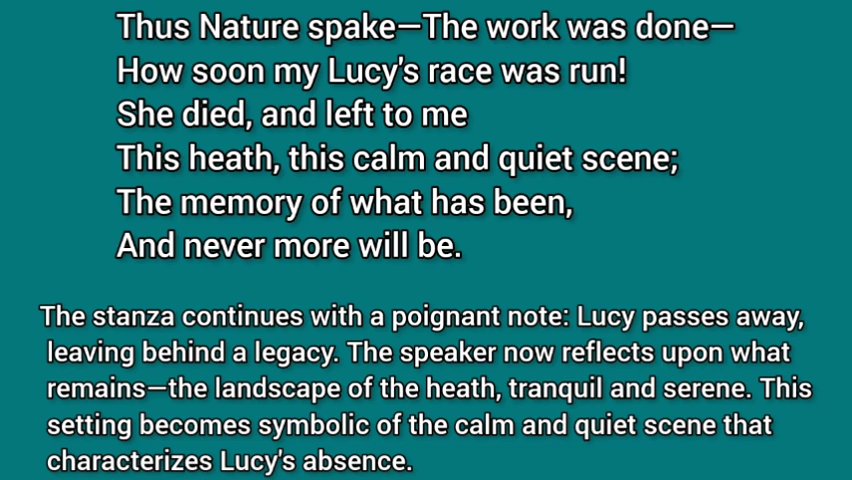 Thus Nature spake—The work was done—
How soon my Lucy's race was run!
She died, and left to me
This heath, this calm and quiet scene;
The memory of what has been,
And never more will be.
The stanza continues with a poignant note: Lucy passes away,
leaving behind a legacy. The speaker now reflects upon what
remains—the landscape of the heath, tranquil and serene. This
setting becomes symbolic of the calm and quiet scene that
characterizes Lucy's absence.